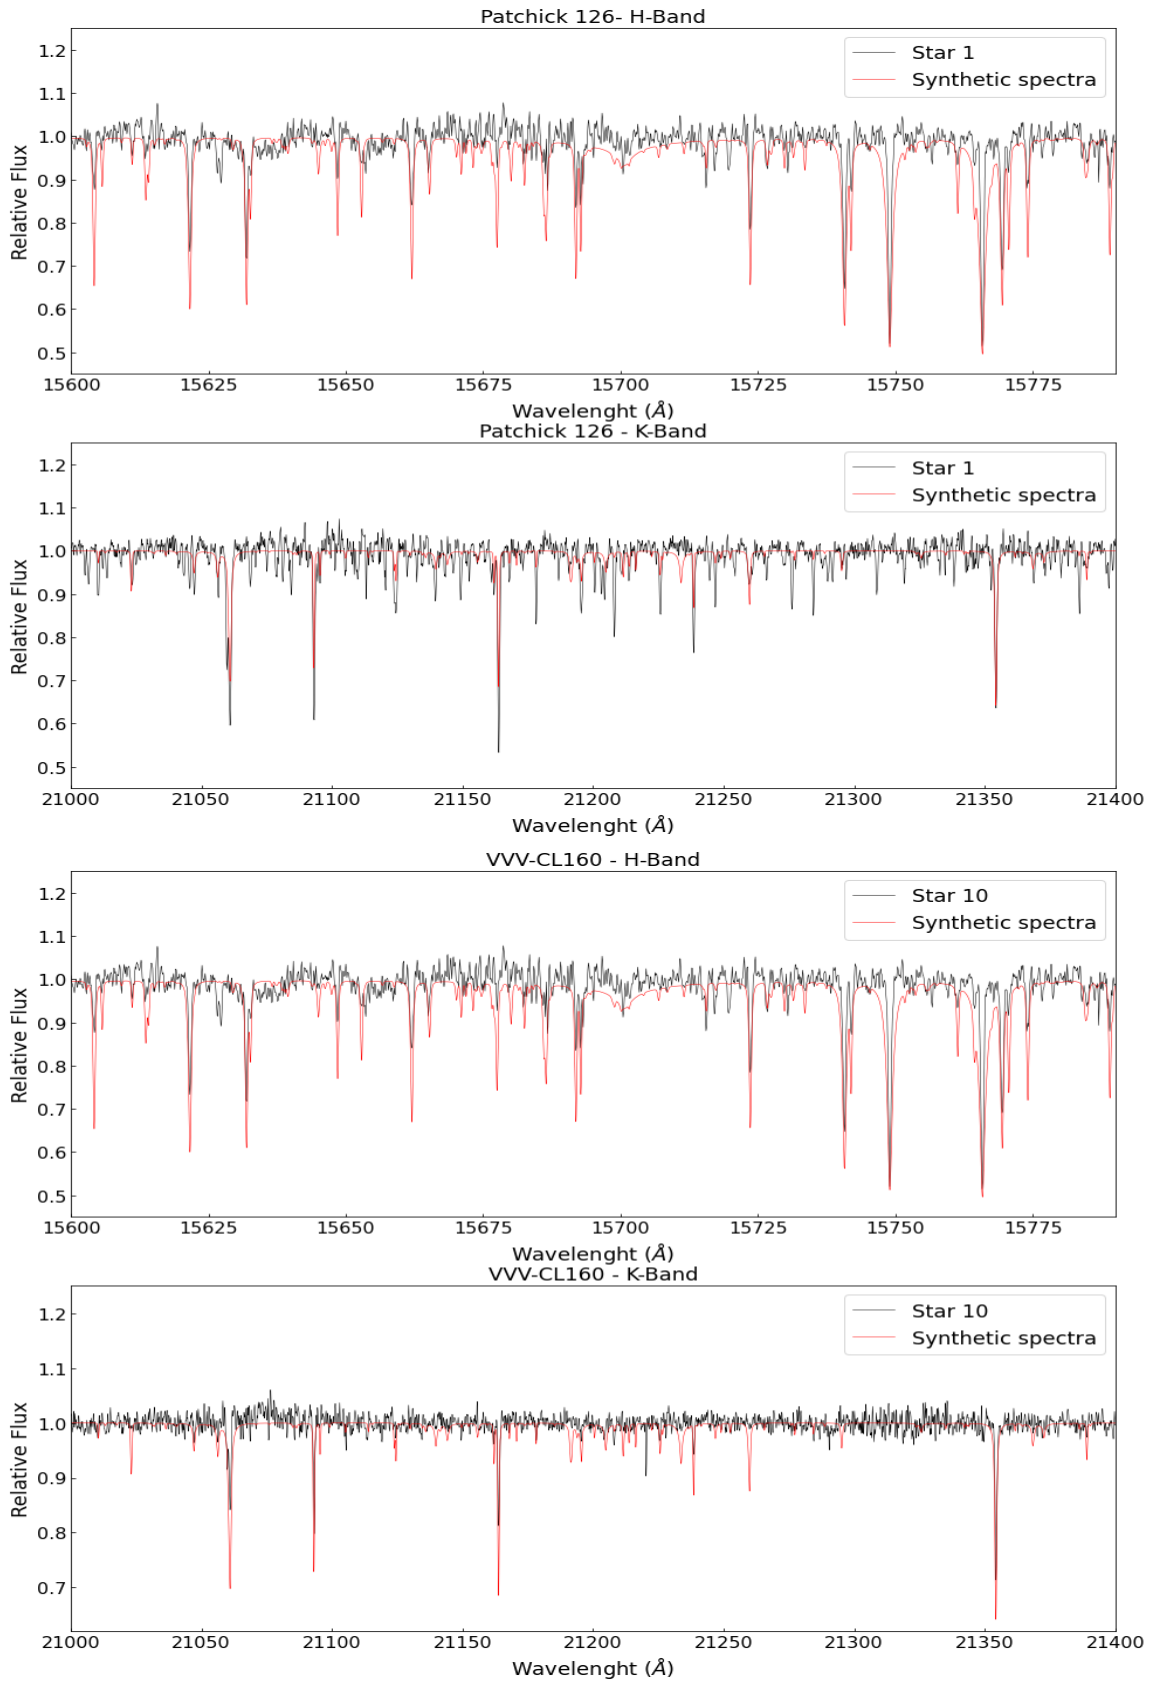 Patchick 126- H-Band
Star 1
Synthetic spectra
1.2
1.1
1.0
0.9
0.8
0.7
0.6
0.5
Relative Flux
15600 15625 15650 15675 15700 15725 15750 15775
Wavelenght (Å)
Patchick 126 - K-Band
Star 1
Synthetic spectra
1.2
1.1
1.0
0.9
0.8
0.7
0.6
0.5
Relative Flux
21000 21050 21100 21150 21200 21250 21300 21350 21400
Wavelenght (Å)
VVV-CL160 - H-Band
Star 10
Synthetic spectra
1.2
1.1
1.0
0.9
0.8
0.7
0.6
0.5
Relative Flux
15600 15625 15650 15675 15700 15725 15750 15775
Wavelenght (Å)
VVV-CL160 - K-Band
Star 10
Synthetic spectra
1.2
1.1
1.0
0.9
0.8
0.7
Relative Flux
21000 21050 21100 21150 21200 21250 21300 21350 21400
Wavelenght (Å)